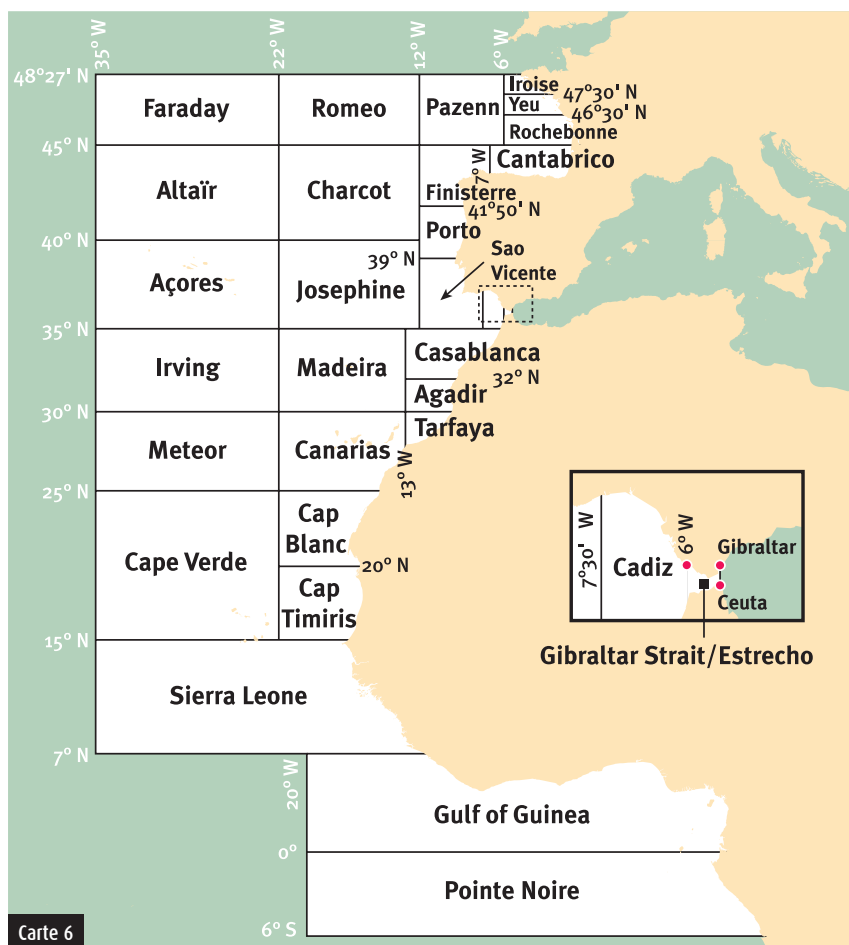 35° W
22° W
12° W
6° W
48°27' N
Faraday
Romeo
Pazenn
Iroise
47°30' N
Yeu
46°30' N
Rochebonne
45° N
7° W
Cantabrico
Altaïr
Charcot
Finisterre
41°50' N
Porto
40° N
39° N
Sao
Vicente
Açores
Josephine
35° N
Irving
Madeira
Casablanca
32° N
Agadir
30° N
Tarfaya
Meteor
Canarias
13° W
25° N
Cap
Blanc
Cape Verde
20° N
Cap
Timiris
15° N
7°30' W
Cadiz
6° W
Gibraltar
Ceuta
Gibraltar Strait/Estrecho
Sierra Leone
7° N
20° W
Gulf of Guinea
0°
Pointe Noire
6° S
Carte 6